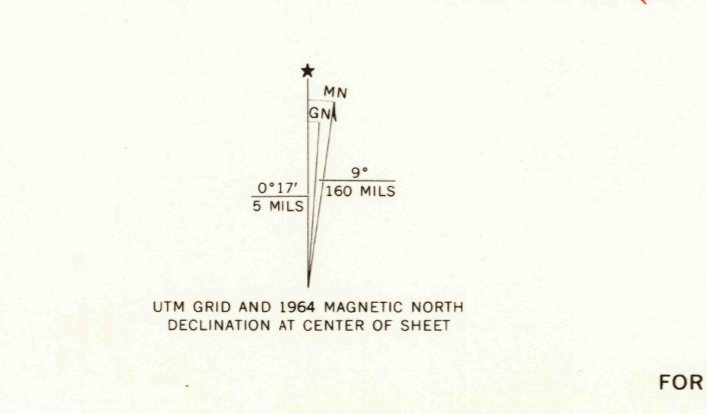 ★
MN
GN
9°
0°17′
160 MILS
5 MILS
UTM GRID AND 1964 MAGNETIC NORTH
DECLINATION AT CENTER OF SHEET
FOR